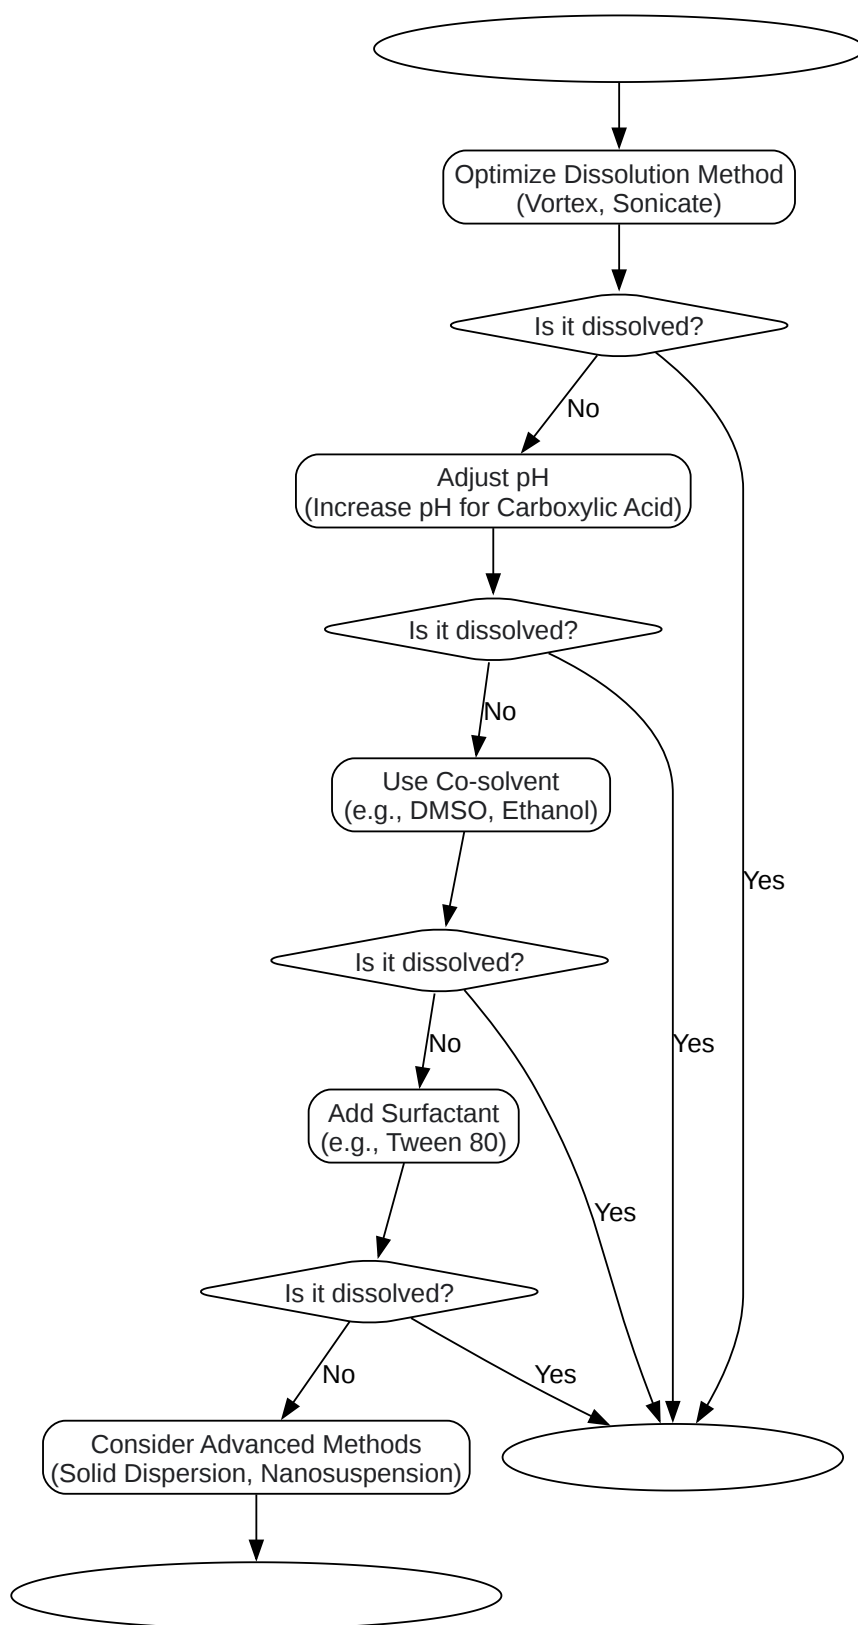 Optimize Dissolution Method
(Vortex, Sonicate)
Is it dissolved?
No
Adjust pH
(Increase pH for Carboxylic Acid)
Is it dissolved?
No
Use Co-solvent
(e.g., DMSO, Ethanol)
Yes
Is it dissolved?
No
Yes
Add Surfactant
(e.g., Tween 80)
Yes
Is it dissolved?
No
Yes
Consider Advanced Methods
(Solid Dispersion, Nanosuspension)